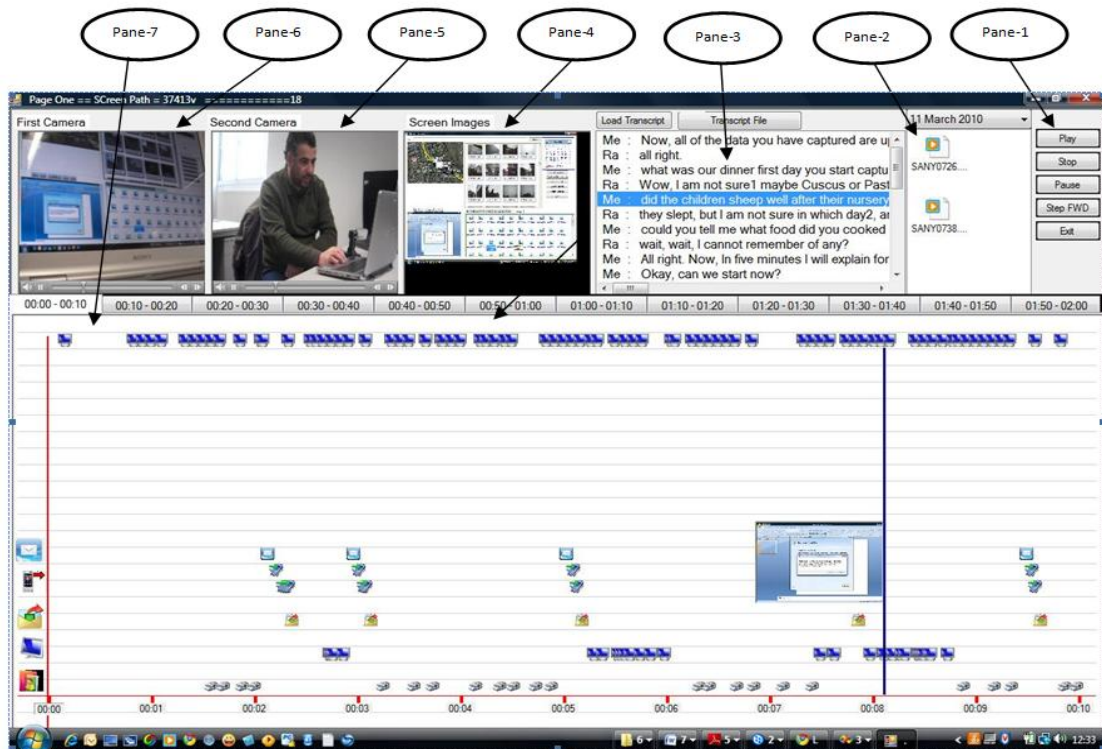 Pane-7
Pane-6
Pane-5
Pane-4
Pane-3
Pane-2
Pane-1
Page One == SCreen Path = 37413v ============18
First Camera
Second Camera
Screen Images
Load Transcript
Transcript File
11 March 2010
Me : Now, all of the data you have captured are u
Ra : all right.
Me : what was our dinner first day you start captu
Ra : Wow, I am not sure1 maybe Cuscus or Past
Me : did the children sheep well after their nursery
Ra : they slept, but I am not sure in which day2, a
Me : could you tell me what food did you cooked
Ra : wait, wait, I cannot remember of any?
Me : All right. Now, In five minutes I will explain for
Me : Okay, can we start now?
SANY0726....
SANY0738....
Play
Stop
Pause
Step FWD
Exit
00:00 - 00:10
00:10 - 00:20
00:20 - 00:30
00:30 - 00:40
00:40 - 00:50
00:50 - 01:00
01:00 - 01:10
01:10 - 01:20
01:20 - 01:30
01:30 - 01:40
01:40 - 01:50
01:50 - 02:00
00:00
00:01
00:02
00:03
00:04
00:05
00:06
00:07
00:08
00:09
00:10
6
7
5
2
L
3
12:33